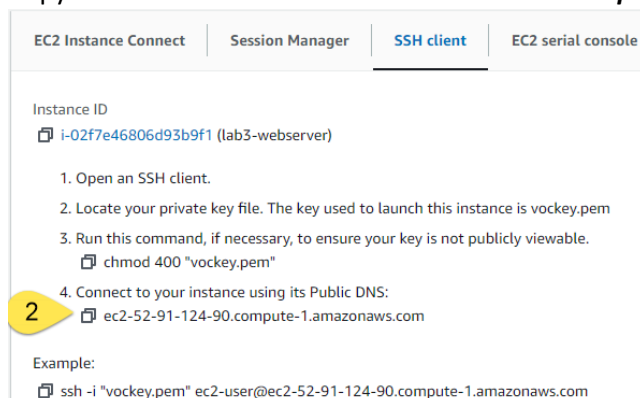 EC2 Instance Connect Session Manager SSH client EC2 serial console
Instance ID
i-02f7e46806d93b9f1 (lab3-webserver)
1. Open an SSH client.
2. Locate your private key file. The key used to launch this instance is vockey.pem
3. Run this command, if necessary, to ensure your key is not publicly viewable.
chmod 400 "vockey.pem"
4. Connect to your instance using its Public DNS:
2 ec2-52-91-124-90.compute-1.amazonaws.com
Example:
ssh -i "vockey.pem" ec2-user@ec2-52-91-124-90.compute-1.amazonaws.com